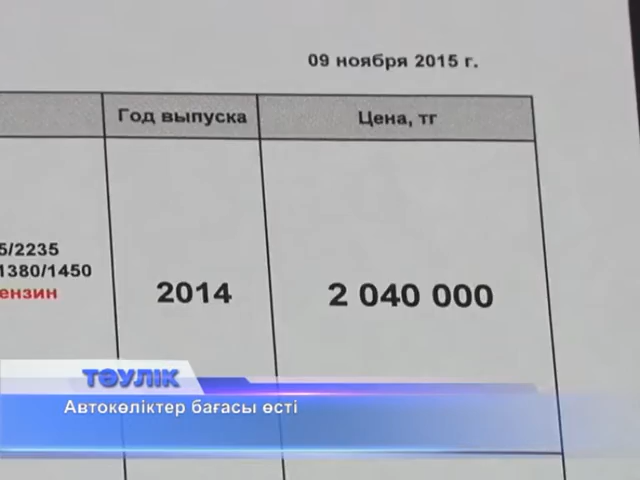 09 ноября 2015 г.
Год выпуска
Цена, тг
5/2235
1380/1450
ензин
2014
2 040 000
ТӘУЛІК
Автокөліктер бағасы өсті